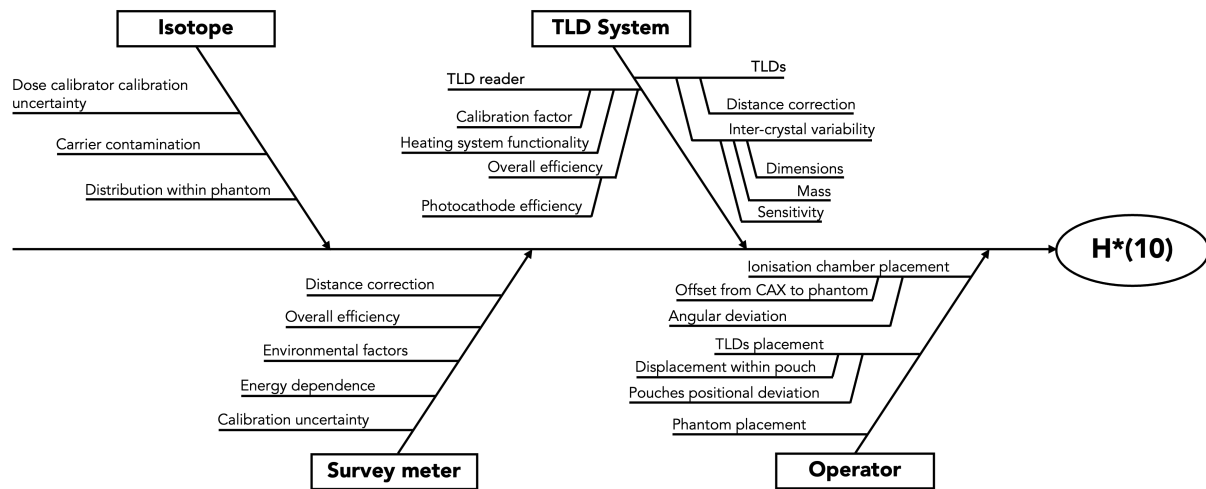 Isotope
Dose calibrator calibration
uncertainty
Carrier contamination
Distribution within phantom
TLD System
TLD reader
Calibration factor
Heating system functionality
Overall efficiency
Photocathode efficiency
TLDs
Distance correction
Inter-crystal variability
Dimensions
Mass
Sensitivity
H*(10)
Distance correction
Overall efficiency
Environmental factors
Energy dependence
Calibration uncertainty
Survey meter
Ionisation chamber placement
Offset from CAX to phantom
Angular deviation
TLDs placement
Displacement within pouch
Pouches positional deviation
Phantom placement
Operator